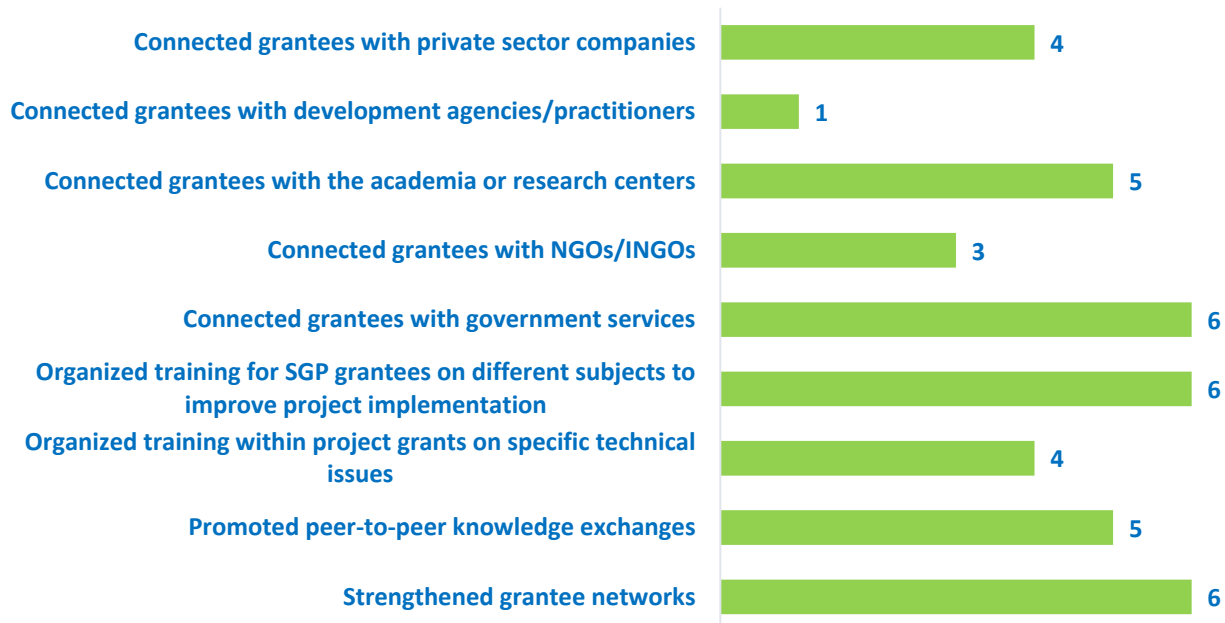 Connected grantees with private sector companies
4
Connected grantees with development agencies/practitioners
1
Connected grantees with the academia or research centers
5
Connected grantees with NGOs/INGOs
3
Connected grantees with government services
6
Organized training for SGP grantees on different subjects to
improve project implementation
6
Organized training within project grants on specific technical
issues
4
Promoted peer-to-peer knowledge exchanges
5
Strengthened grantee networks
6